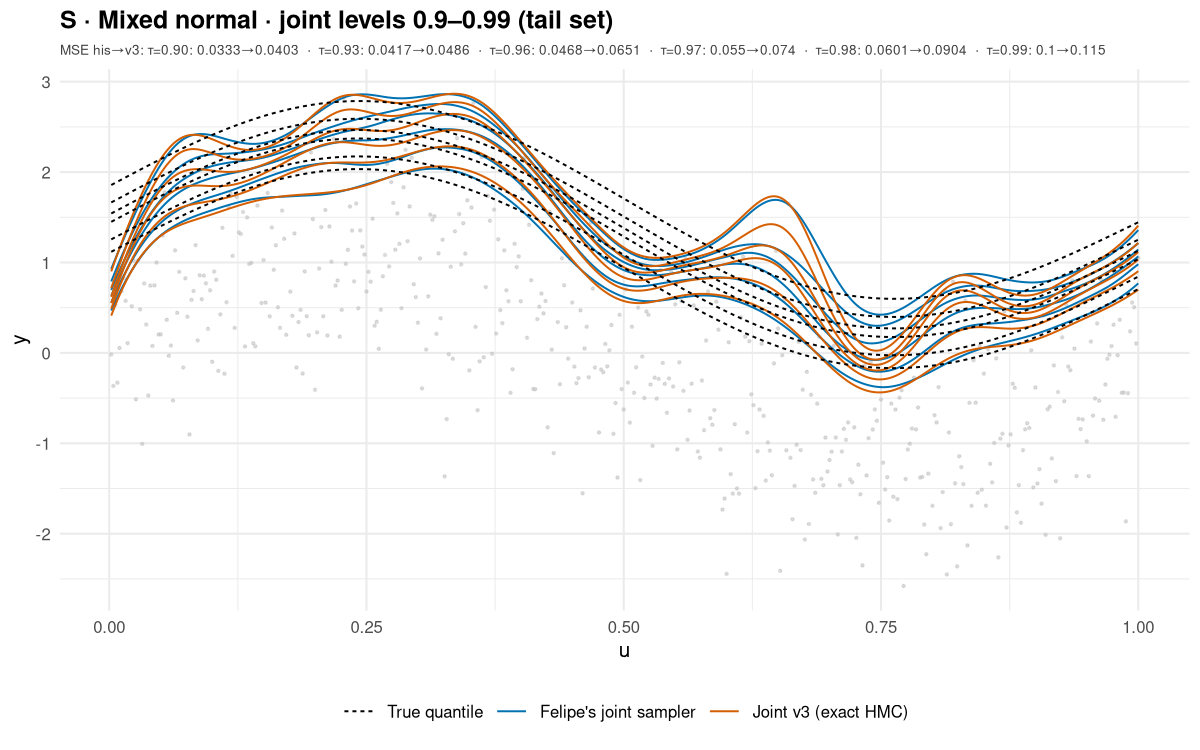 S · Mixed normal · joint levels 0.9–0.99 (tail set)
MSE his→v3: τ=0.90: 0.0333→0.0403 · τ=0.93: 0.0417→0.0486 · τ=0.96: 0.0468→0.0651 · τ=0.97: 0.055→0.074 · τ=0.98: 0.0601→0.0904 · τ=0.99: 0.1→0.115
3
2
1
0
-1
-2
y
0.00 0.25 0.50 0.75 1.00
u
True quantile Felipe's joint sampler Joint v3 (exact HMC)